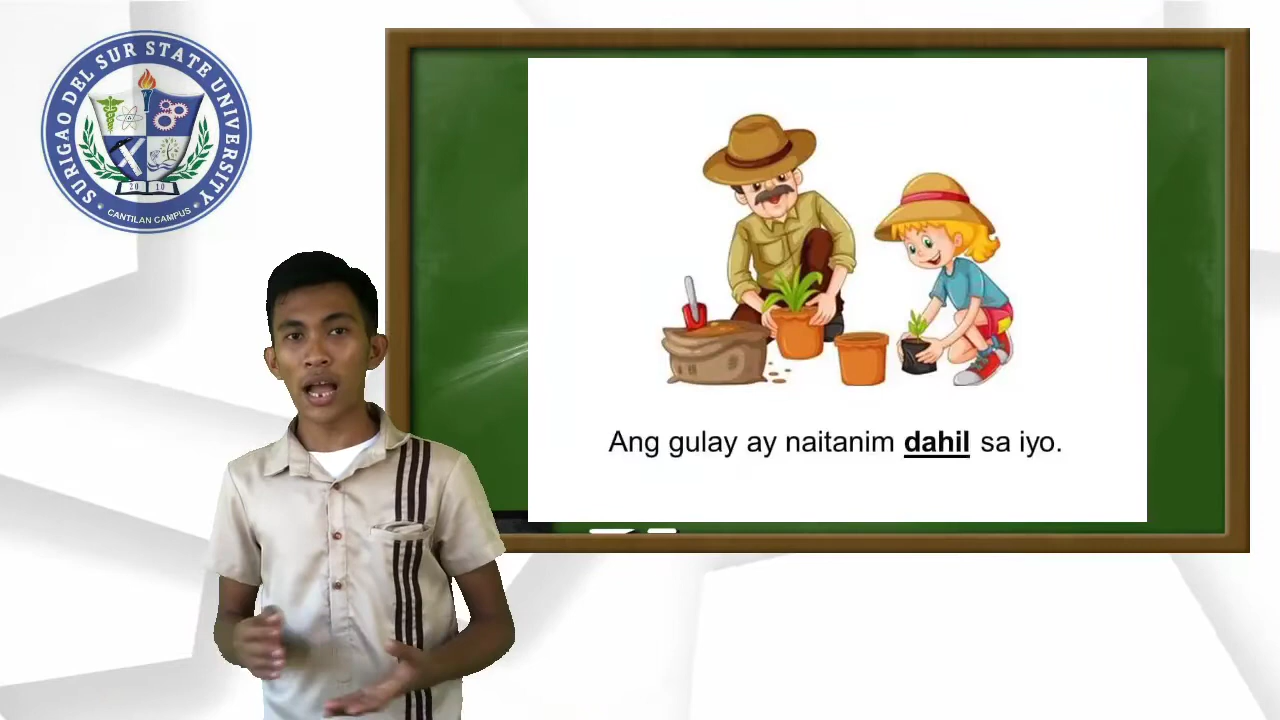 SURIGAO DEL SUR STATE UNIVERSITY
20 10
CANTILAN CAMPUS
Ang gulay ay naitanim dahil sa iyo.